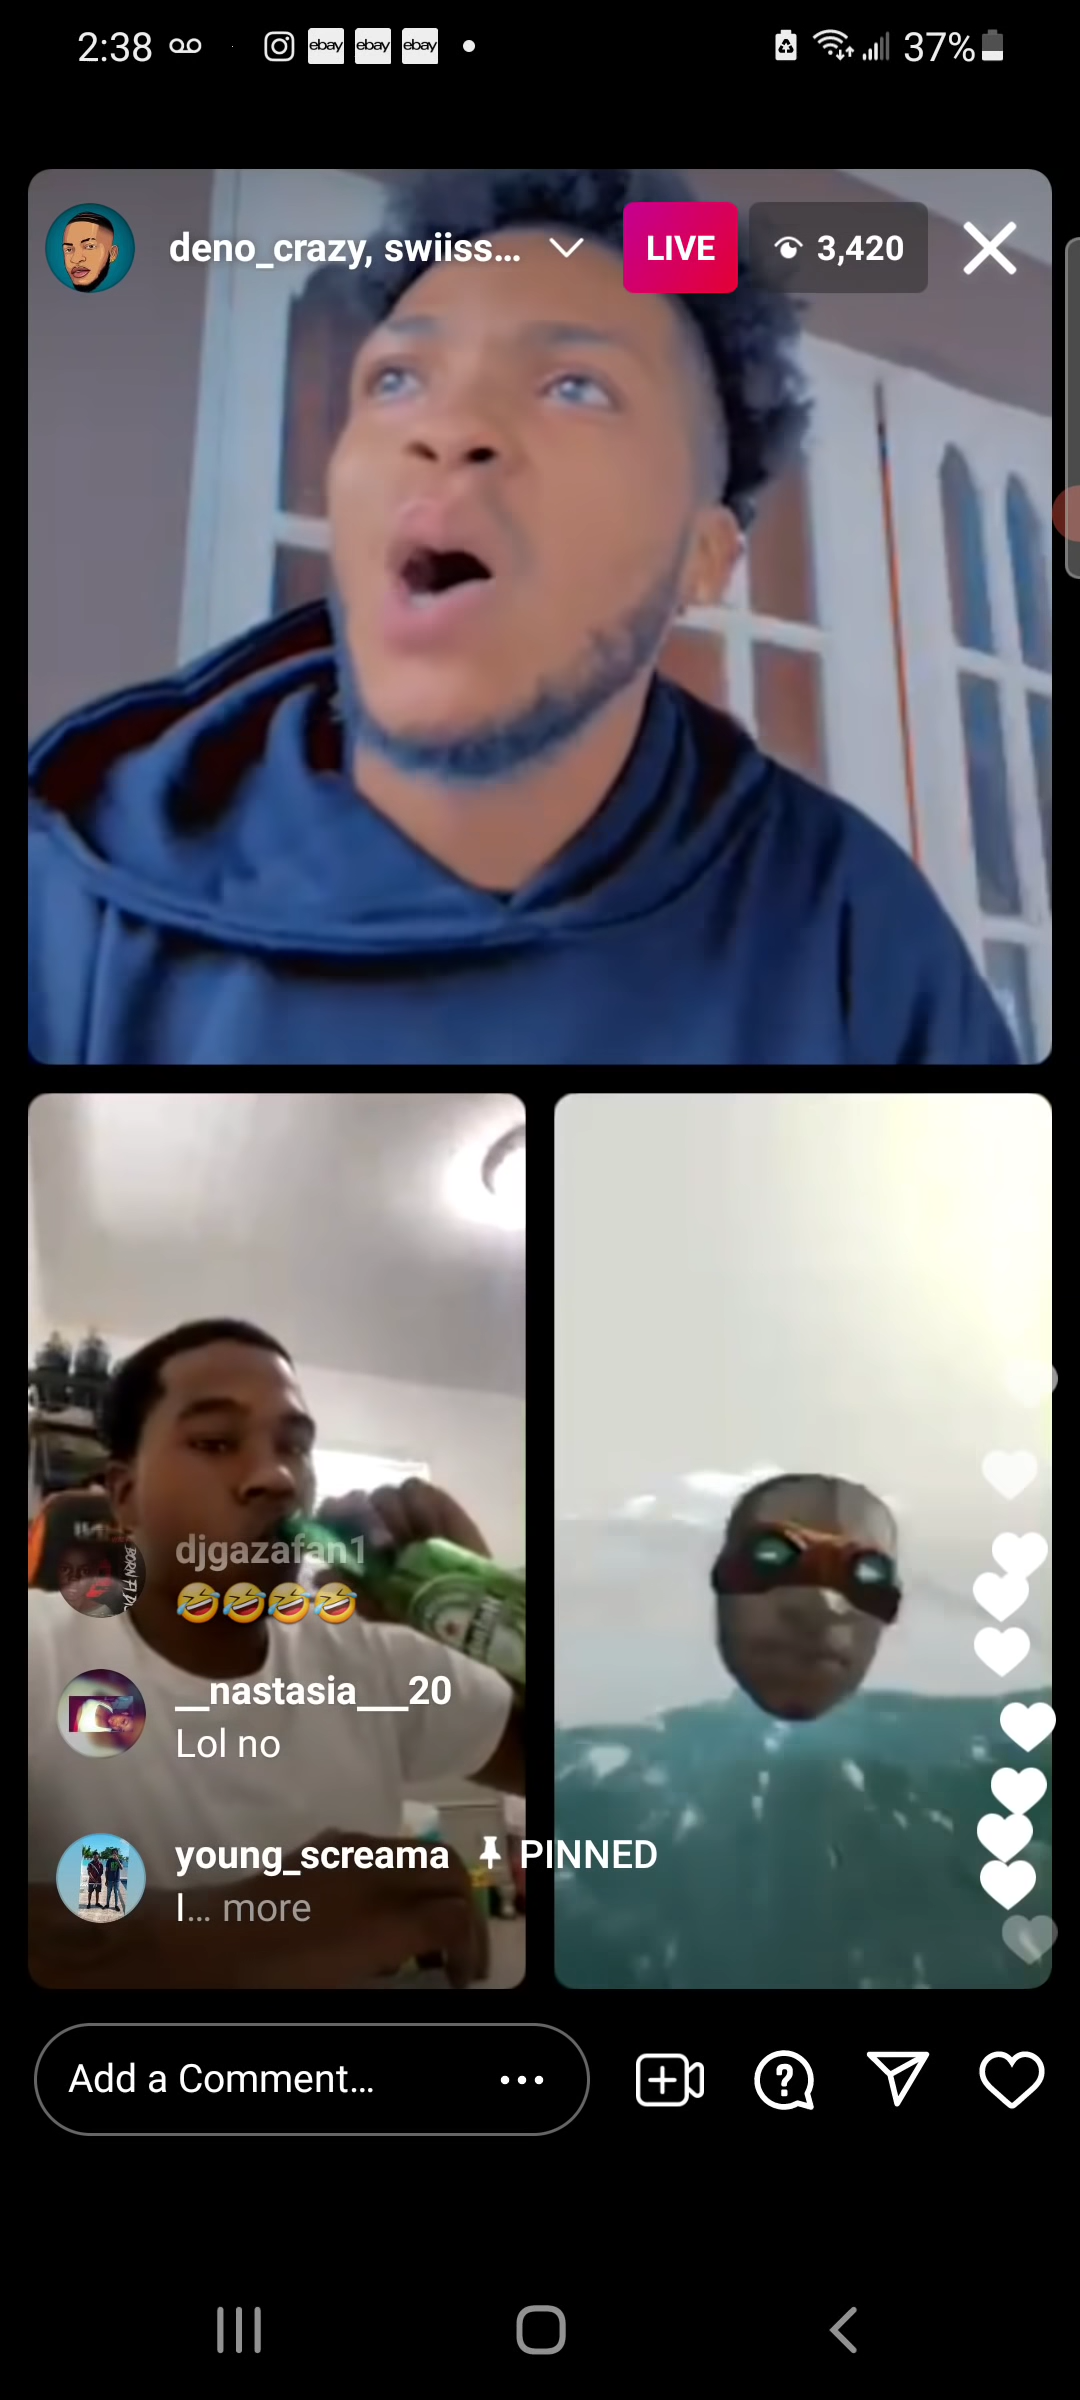 2:38
ebay ebay ebay
37%
deno_crazy, swiiss...
LIVE
3,420
djgazafan1
🤣🤣🤣🤣
__nastasia___20
Lol no
young_screama PINNED
I... more
Add a Comment...